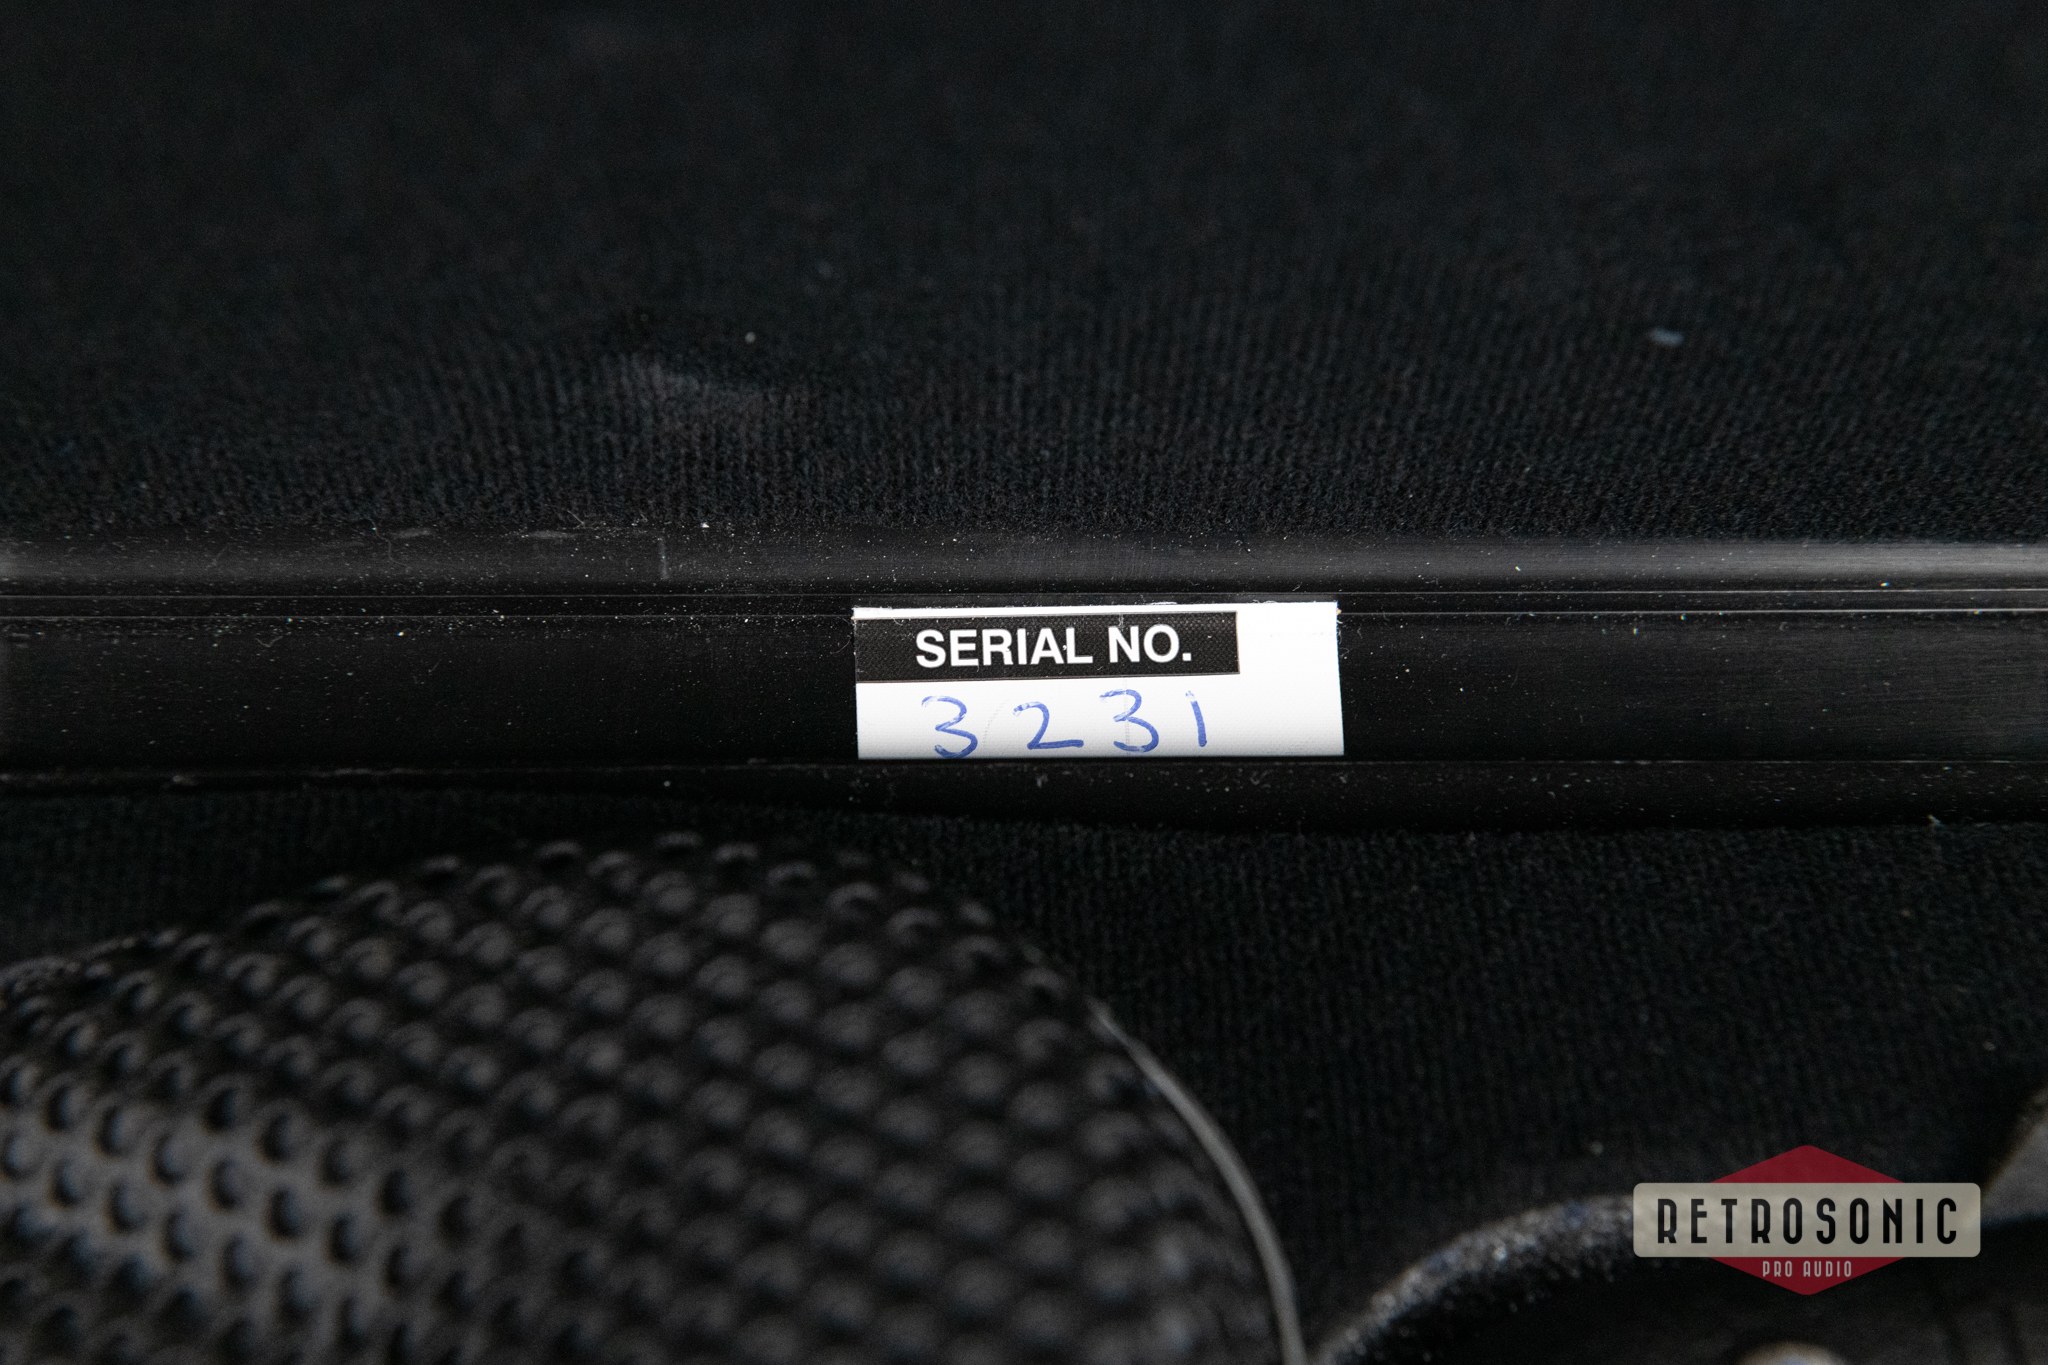 SERIAL NO.
3231
RETROSONIC
PRO AUDIO